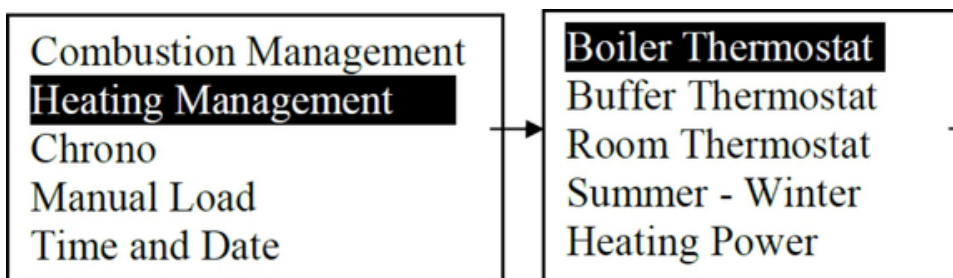 Combustion Management
Heating Management
Chrono
Manual Load
Time and Date
Boiler Thermostat
Buffer Thermostat
Room Thermostat
Summer - Winter
Heating Power